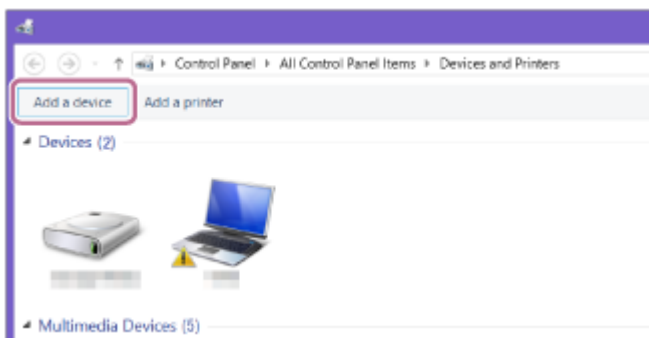 Control Panel ▸ All Control Panel Items ▸ Devices and Printers
Add a device Add a printer
Devices (2)
Multimedia Devices (5)